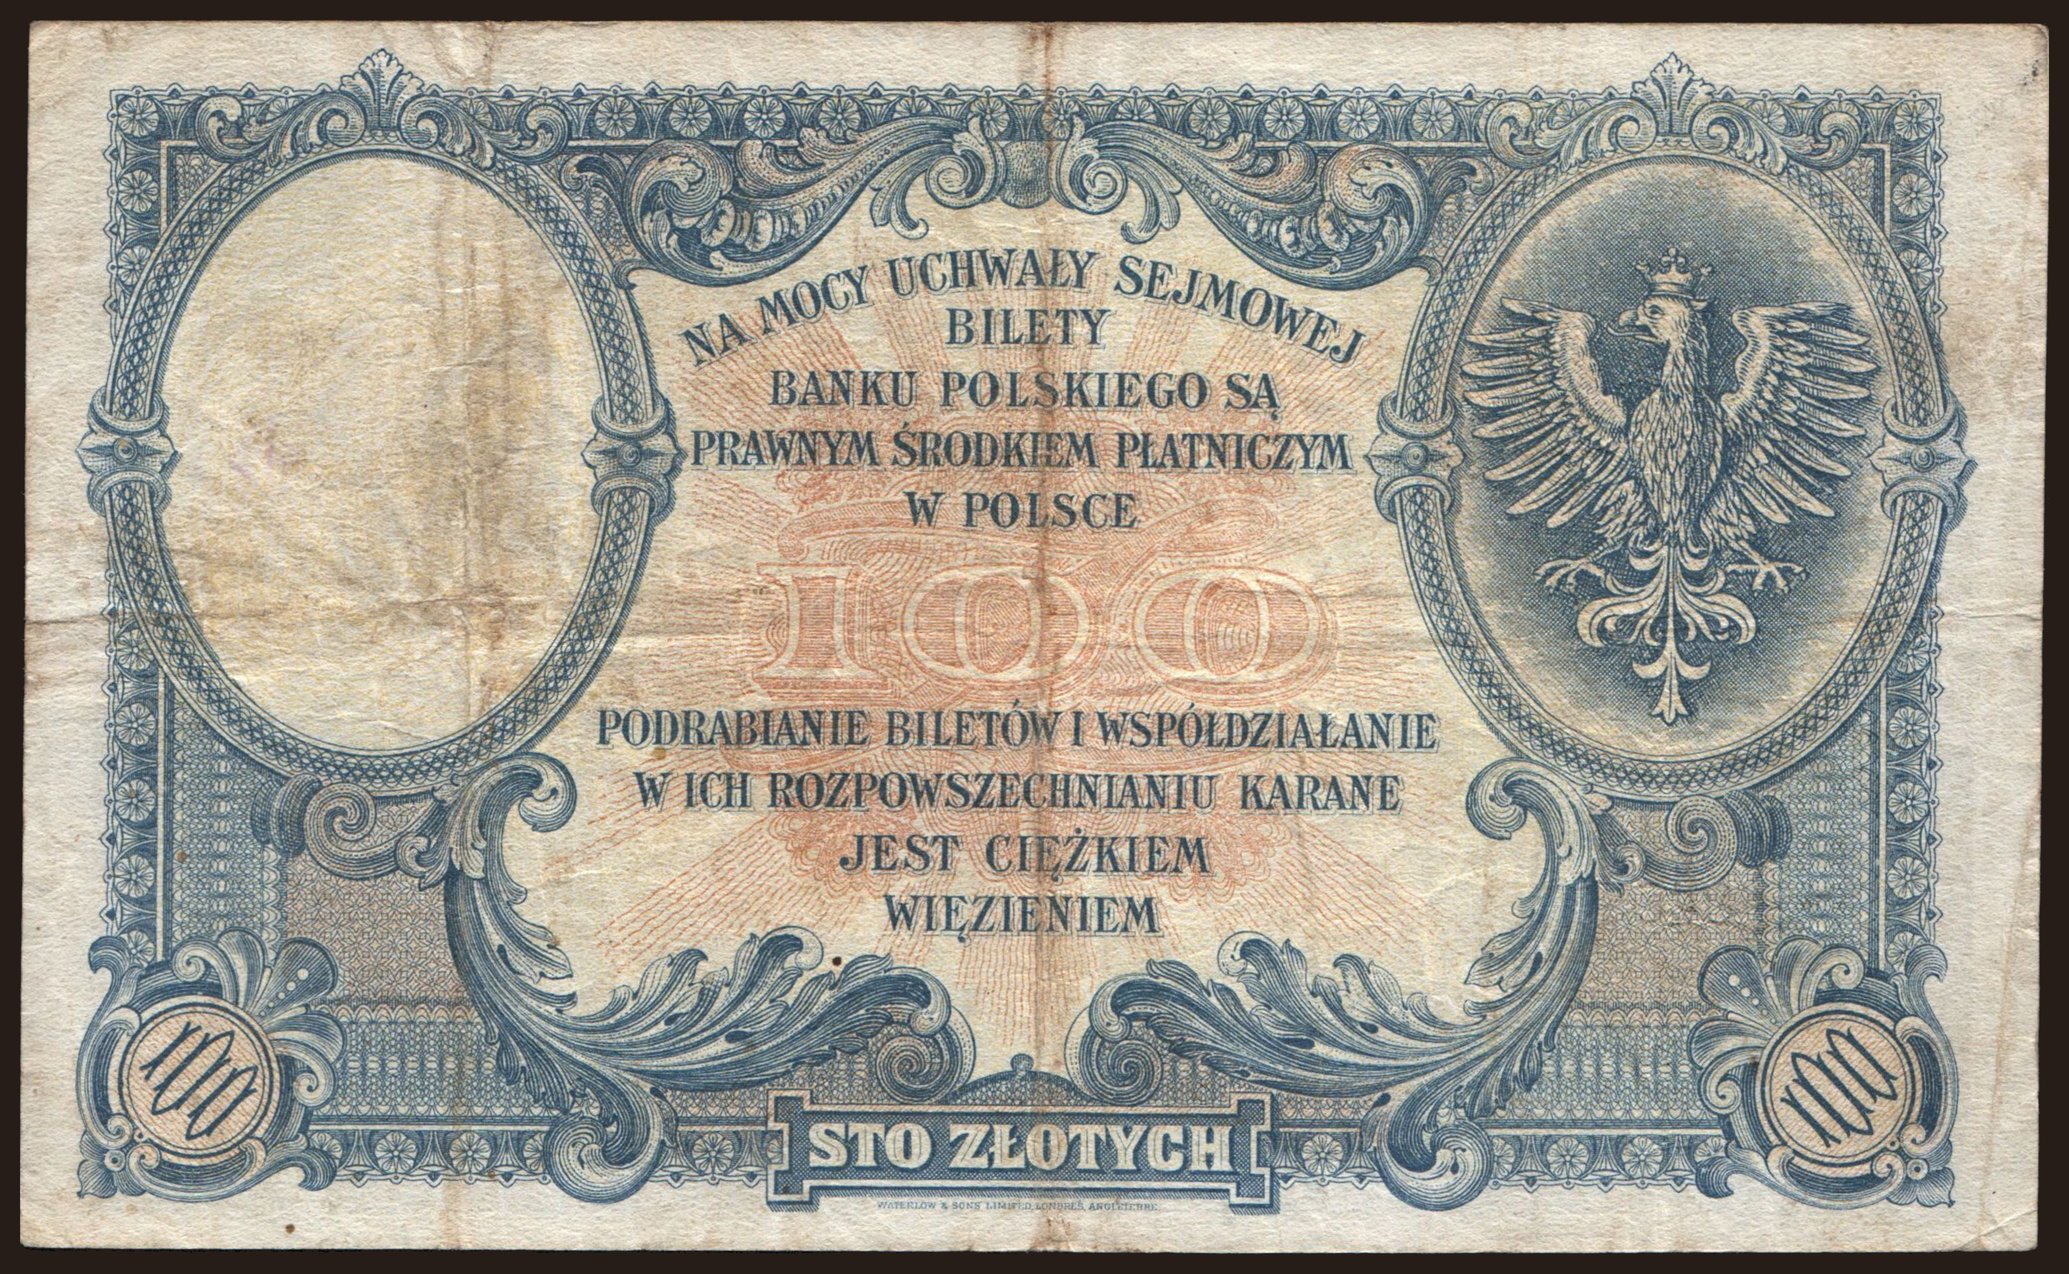 NA MOCY UCHWAŁY SEJMOWEJ
BILETY
BANKU POLSKIEGO SĄ
PRAWNYM ŚRODKIEM PŁATNICZYM
W POLSCE
100
PODRABIANIE BILETÓW I WSPÓŁDZIAŁANIE
W ICH ROZPOWSZECHNIANIU KARANE
JEST CIĘŻKIEM
WIĘZIENIEM
100
100
STO ZŁOTYCH
WATERLOW & SONS LIMITED, LONDRES, ANGLETERRE